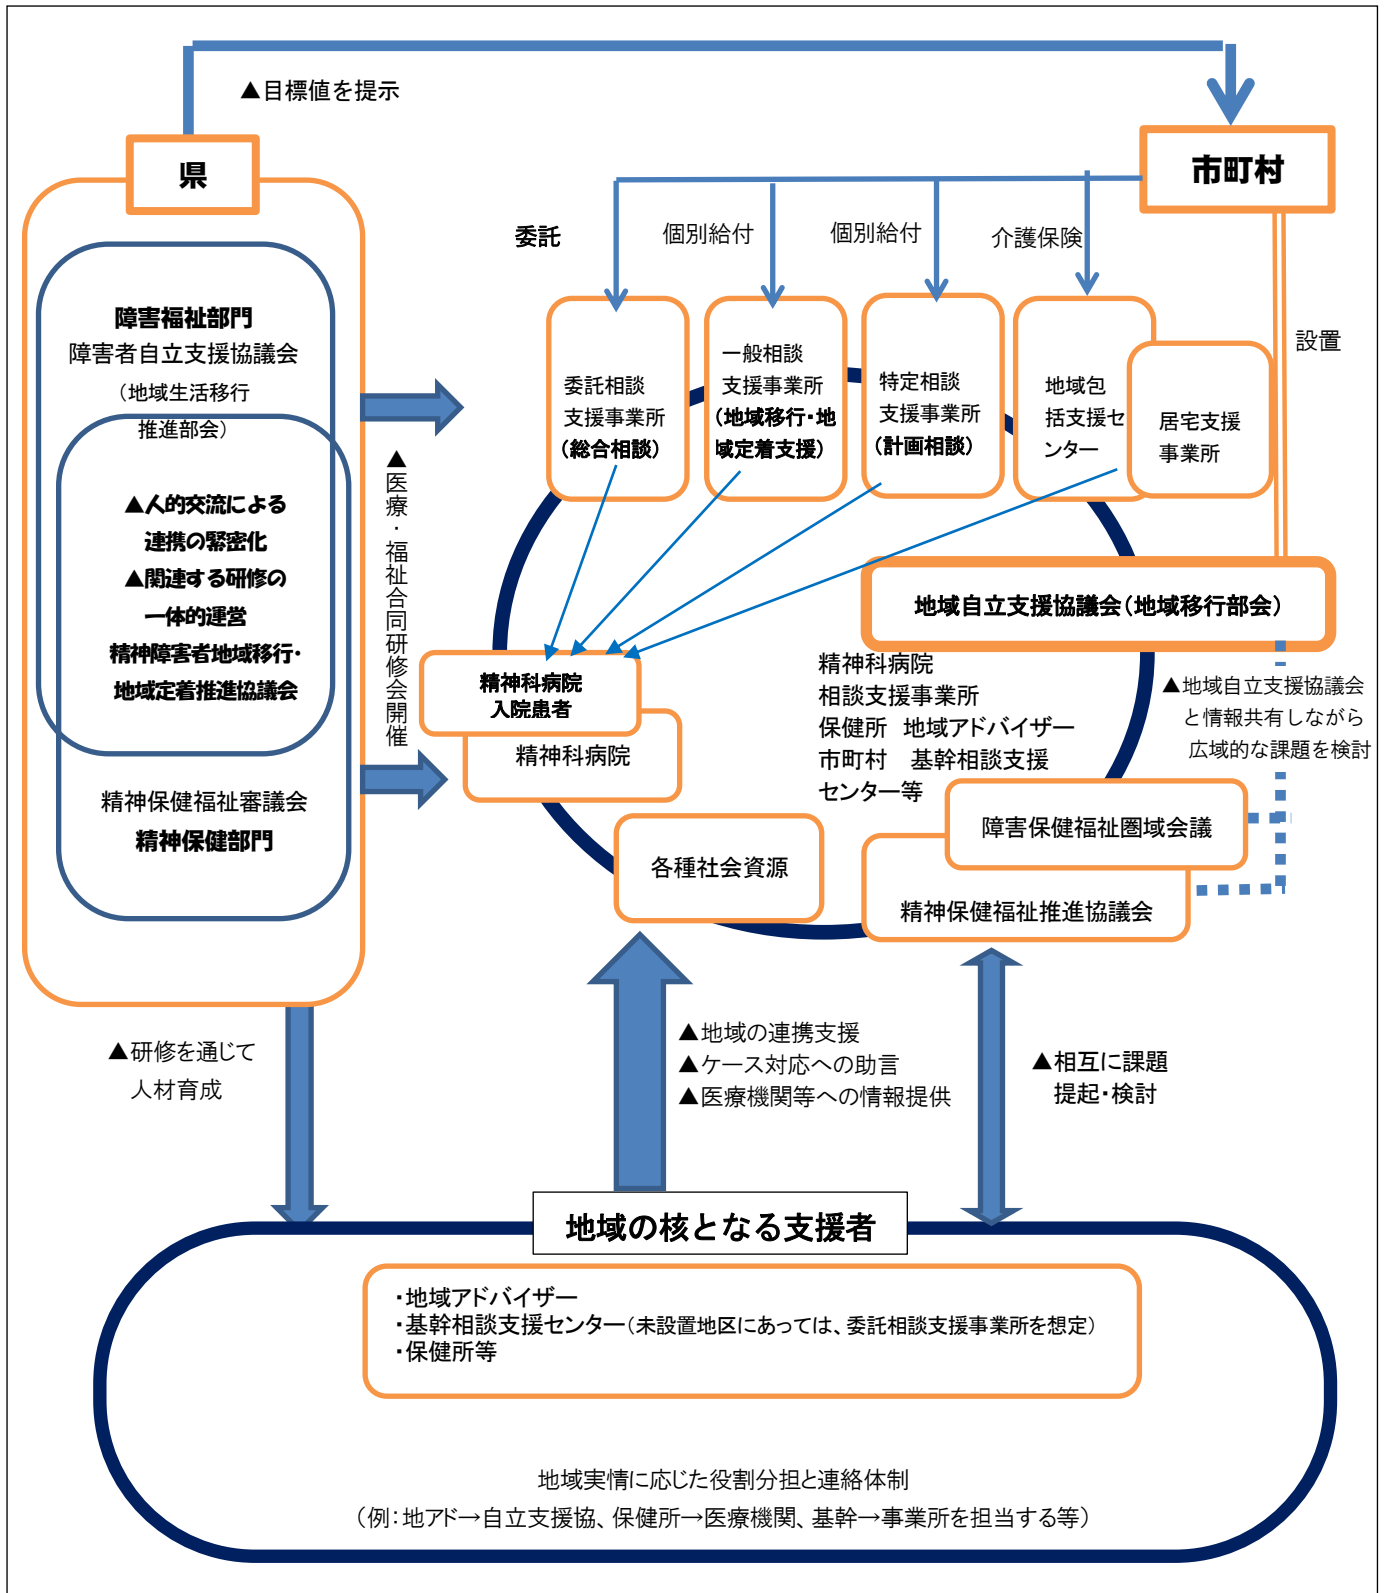 ▲目標値を提示
県
市町村
委託
個別給付
個別給付
介護保険
設置
障害福祉部門
障害者自立支援協議会
（地域生活移行
推進部会）
▲人的交流による
連携の緊密化
▲関連する研修の
一体的運営
精神障害者地域移行・
地域定着推進協議会
精神保健福祉審議会
精神保健部門
▲医療・福祉合同研修会開催
委託相談
支援事業所
（総合相談）
一般相談
支援事業所
（地域移行・地
域定着支援）
特定相談
支援事業所
（計画相談）
地域包
括支援セ
ンター
居宅支援
事業所
地域自立支援協議会（地域移行部会）
精神科病院
入院患者
精神科病院
精神科病院
相談支援事業所
保健所　地域アドバイザー
市町村　基幹相談支援
センター等
▲地域自立支援協議会
と情報共有しながら
広域的な課題を検討
障害保健福祉圏域会議
精神保健福祉推進協議会
各種社会資源
▲研修を通じて
人材育成
▲地域の連携支援
▲ケース対応への助言
▲医療機関等への情報提供
▲相互に課題
提起・検討
地域の核となる支援者
・地域アドバイザー
・基幹相談支援センター（未設置地区にあっては、委託相談支援事業所を想定）
・保健所等
地域実情に応じた役割分担と連絡体制
（例：地アド→自立支援協、保健所→医療機関、基幹→事業所を担当する等）